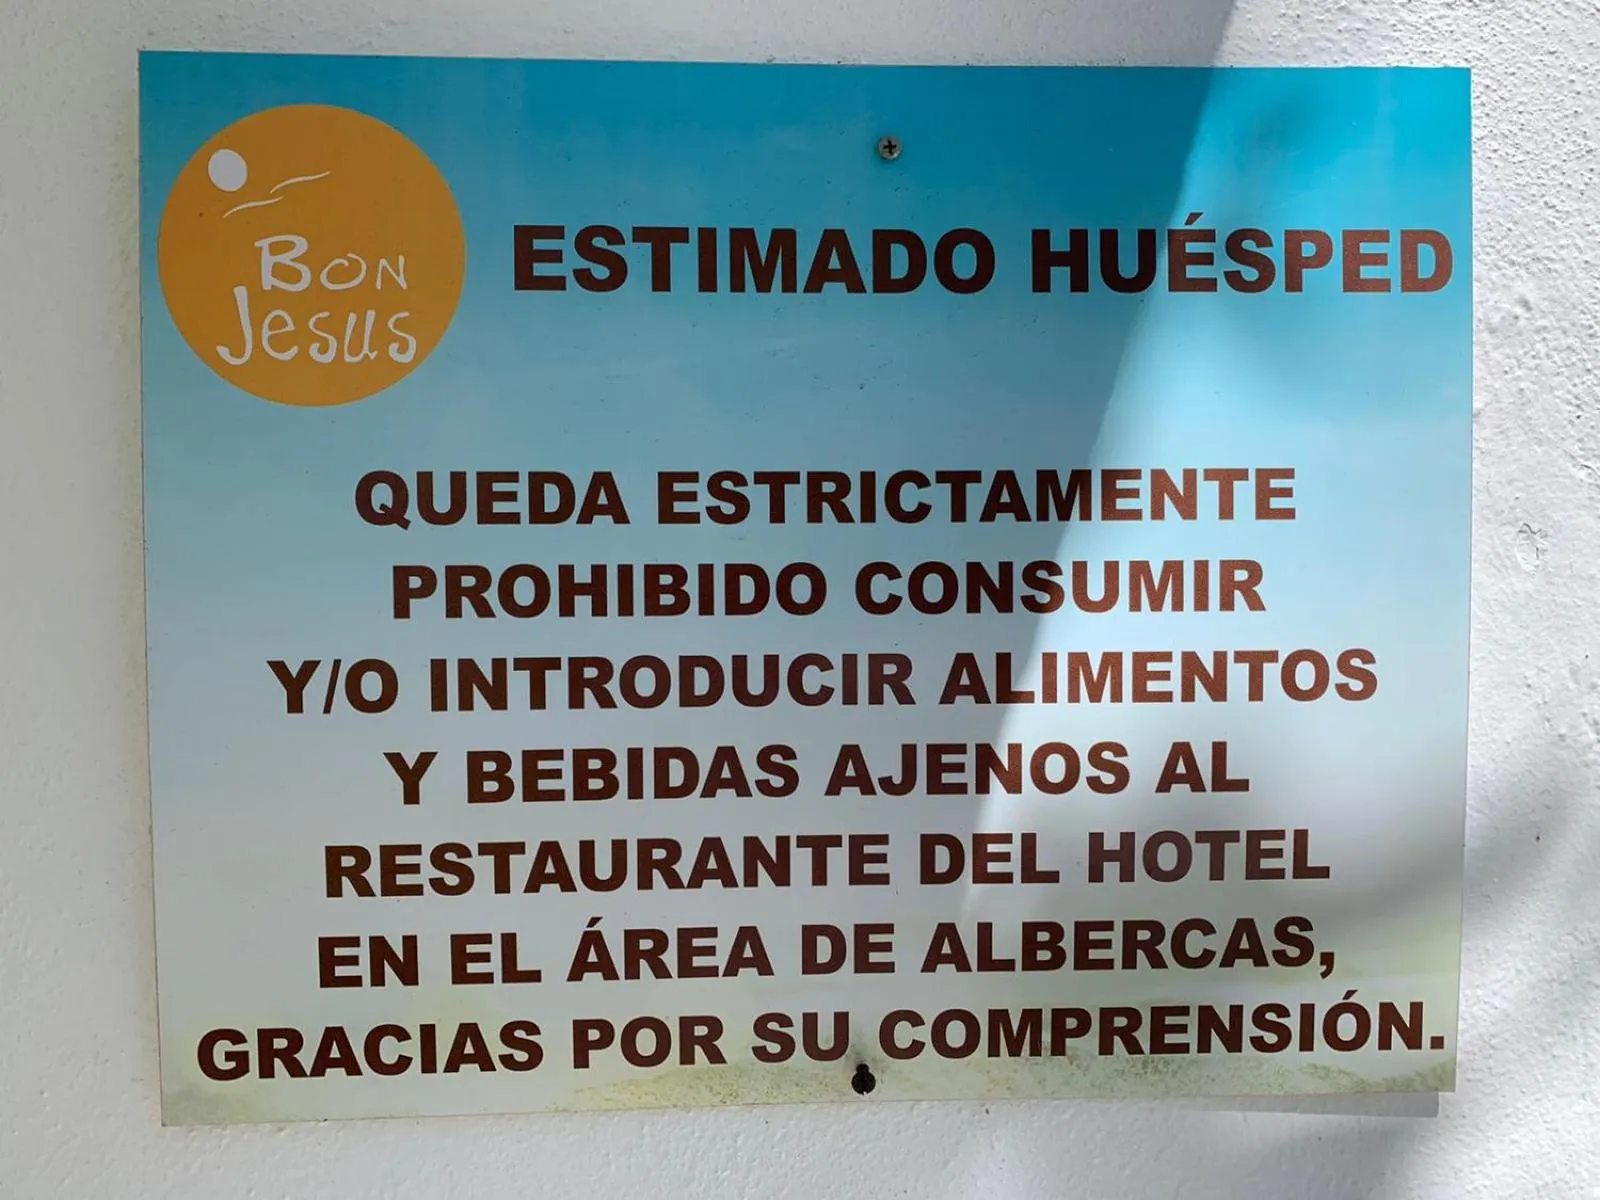 Bon
Jesus
ESTIMADO HUÉSPED
QUEDA ESTRICTAMENTE
PROHIBIDO CONSUMIR
Y/O INTRODUCIR ALIMENTOS
Y BEBIDAS AJENOS AL
RESTAURANTE DEL HOTEL
EN EL ÁREA DE ALBERCAS,
GRACIAS POR SU COMPRENSIÓN.